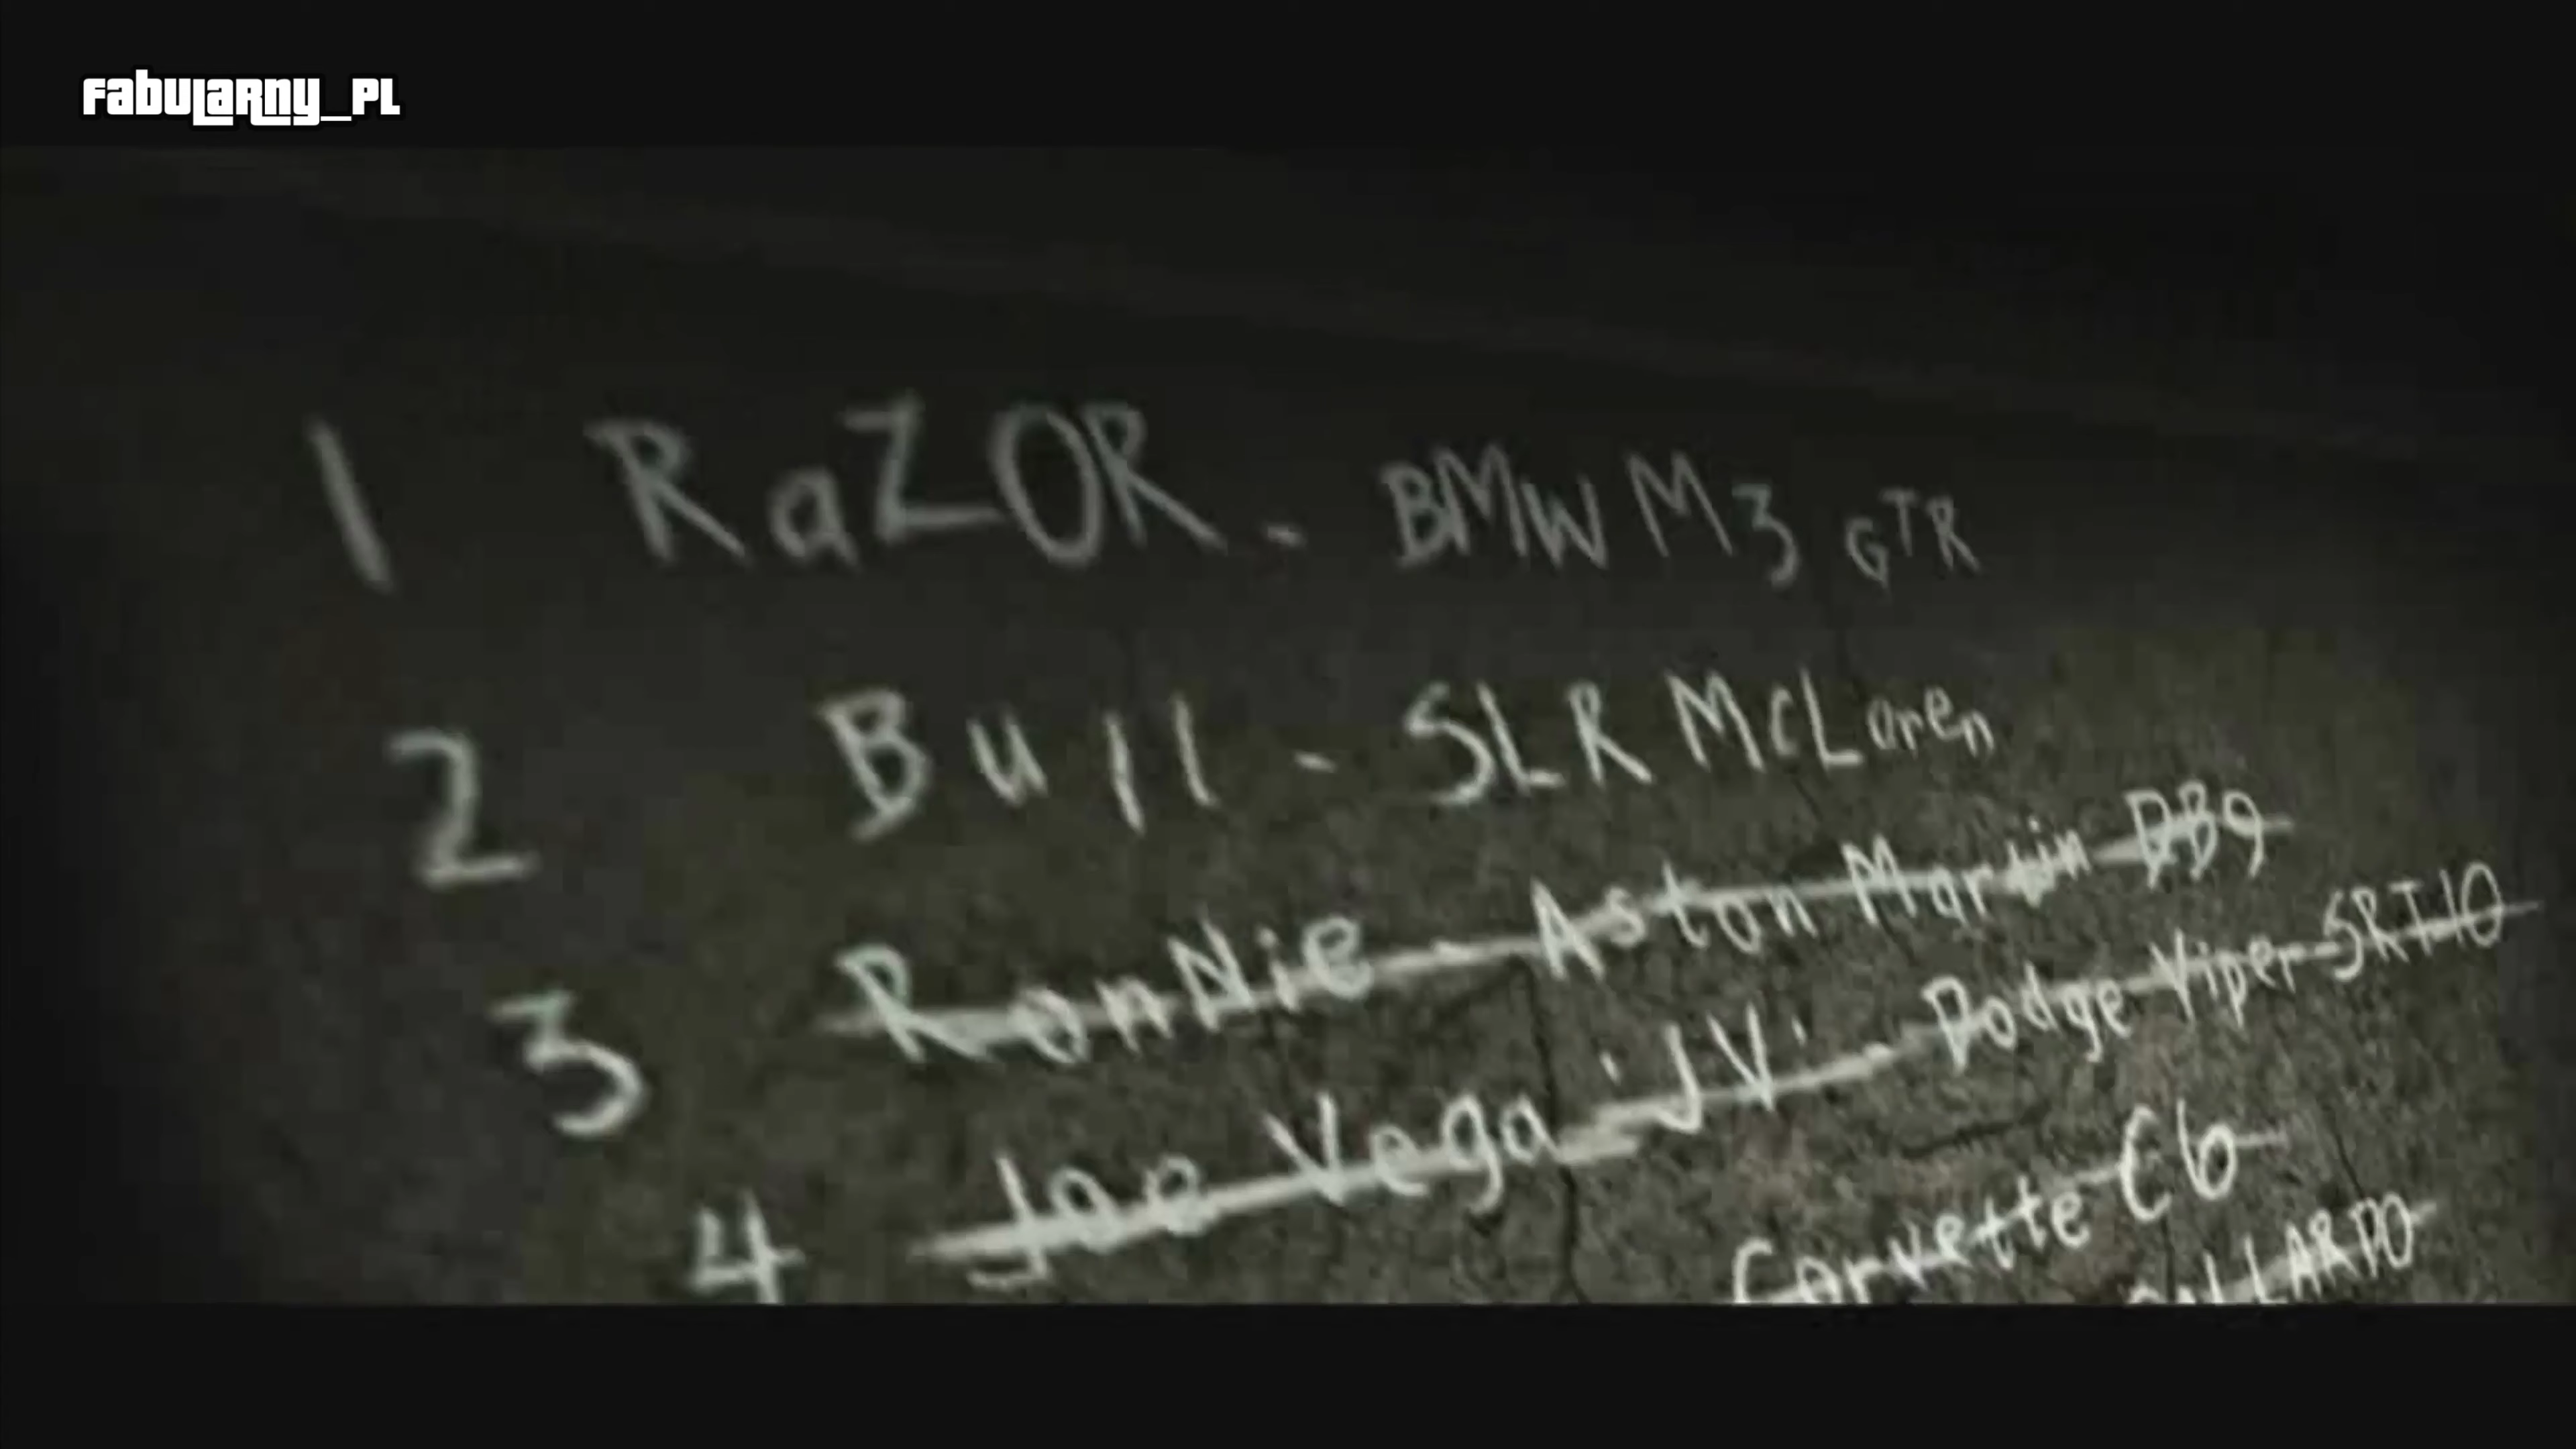 FabuLaRny_PL
1 RaZOR - BMW M3 GTR
2 Bull - SLR McLaren
3 RonNie - Aston Martin DB9
4 Joe Vega 'JV' - Dodge Viper SRT10
Corvette C6